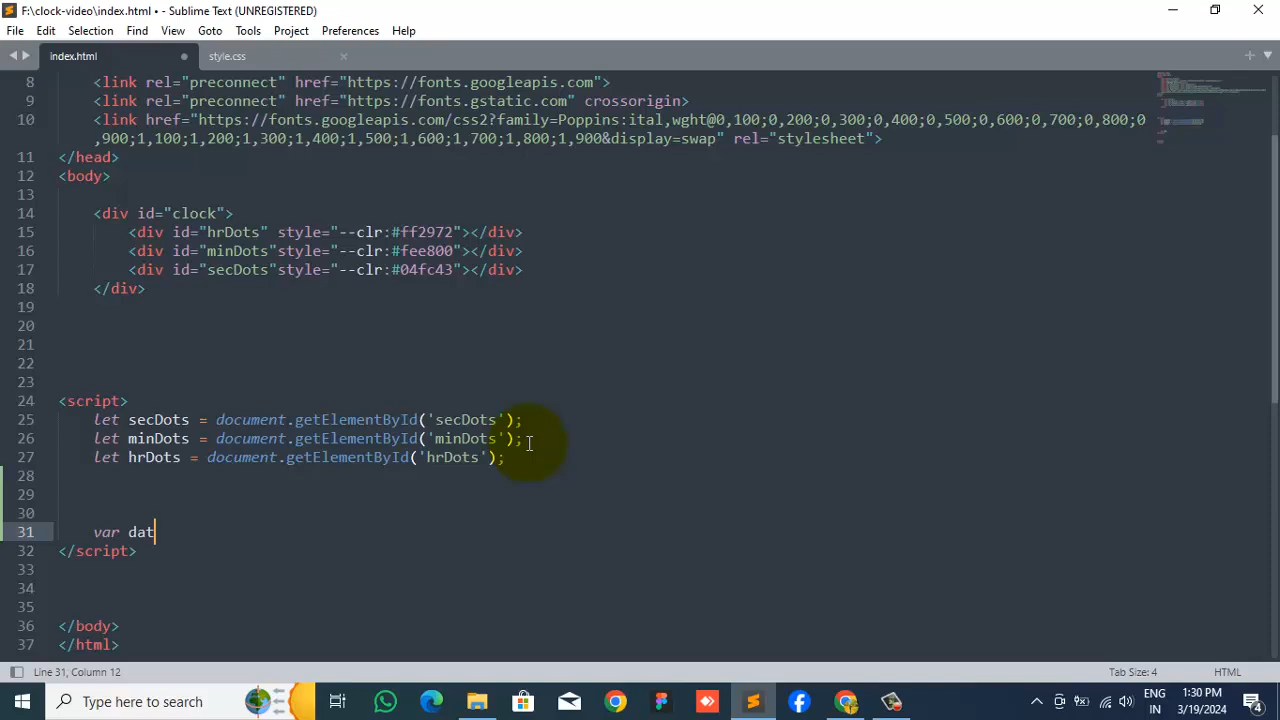 F:\clock-video\index.html • - Sublime Text (UNREGISTERED)
File Edit Selection Find View Goto Tools Project Preferences Help
index.html style.css
8 <link rel="preconnect" href="https://fonts.googleapis.com">
9 <link rel="preconnect" href="https://fonts.gstatic.com" crossorigin>
10 <link href="https://fonts.googleapis.com/css2?family=Poppins:ital,wght@0,100;0,200;0,300;0,400;0,500;0,600;0,700;0,800;0
,900;1,100;1,200;1,300;1,400;1,500;1,600;1,700;1,800;1,900&display=swap" rel="stylesheet">
11 </head>
12 <body>
13
14 <div id="clock">
15 <div id="hrDots" style="--clr:#ff2972"></div>
16 <div id="minDots"style="--clr:#fee800"></div>
17 <div id="secDots"style="--clr:#04fc43"></div>
18 </div>
19
20
21
22
23
24 <script>
25 let secDots = document.getElementById('secDots');
26 let minDots = document.getElementById('minDots');
27 let hrDots = document.getElementById('hrDots');
28
29
30
31 var dat
32 </script>
33
34
35
36 </body>
37 </html>
Line 31, Column 12 Tab Size: 4 HTML
Type here to search ENG IN 1:30 PM 3/19/2024 4